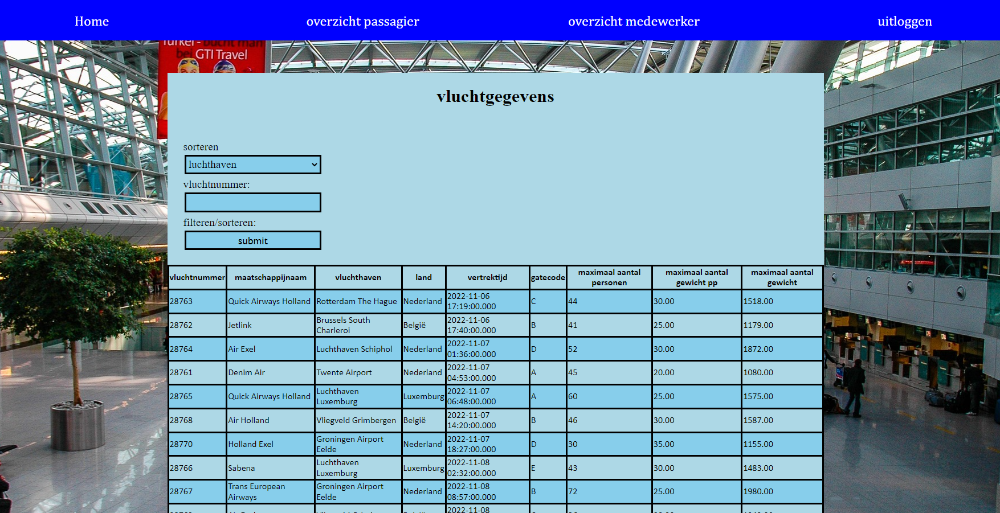 Home overzicht passagier overzicht medewerker uitloggen
Türkei - bucht man
bei GTI Travel
vluchtgegevens
sorteren
luchthaven
vluchtnummer:
filteren/sorteren:
submit
vluchtnummer maatschappijnaam vluchthaven land vertrektijd gatecode maximaal aantal personen maximaal aantal gewicht pp maximaal aantal gewicht
28763 Quick Airways Holland Rotterdam The Hague Nederland 2022-11-06 17:19:00.000 C 44 30.00 1518.00
28762 Jetlink Brussels South Charleroi België 2022-11-06 17:40:00.000 B 41 25.00 1179.00
28764 Air Exel Luchthaven Schiphol Nederland 2022-11-07 01:36:00.000 D 52 30.00 1872.00
28761 Denim Air Twente Airport Nederland 2022-11-07 04:53:00.000 A 45 20.00 1080.00
28765 Quick Airways Holland Luchthaven Luxemburg Luxemburg 2022-11-07 06:48:00.000 A 60 25.00 1575.00
28768 Air Holland Vliegveld Grimbergen België 2022-11-07 14:20:00.000 B 46 30.00 1587.00
28770 Holland Exel Groningen Airport Eelde Nederland 2022-11-07 18:27:00.000 D 30 35.00 1155.00
28766 Sabena Luchthaven Luxemburg Luxemburg 2022-11-08 02:32:00.000 E 43 30.00 1483.00
28767 Trans European Airways Groningen Airport Eelde Nederland 2022-11-08 08:57:00.000 B 72 25.00 1980.00
2022-11-08